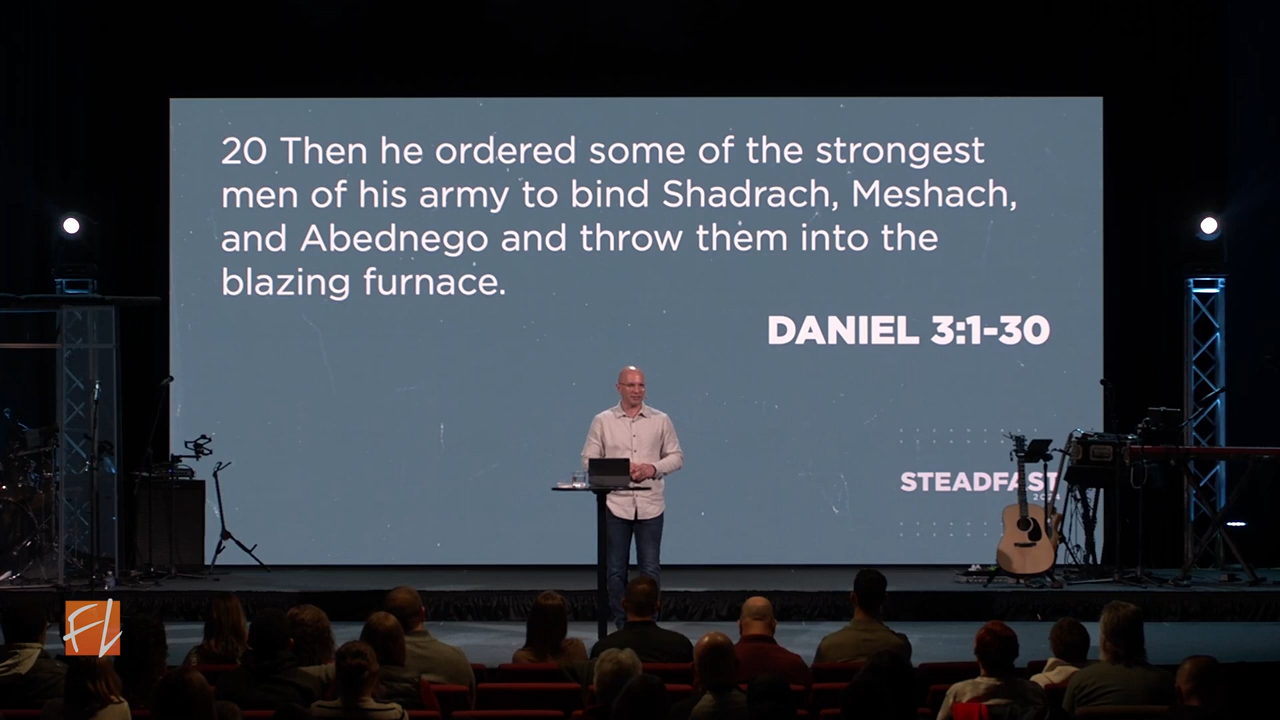 20 Then he ordered some of the strongest
men of his army to bind Shadrach, Meshach,
and Abednego and throw them into the
blazing furnace.
DANIEL 3:1-30
STEADFAST
FL